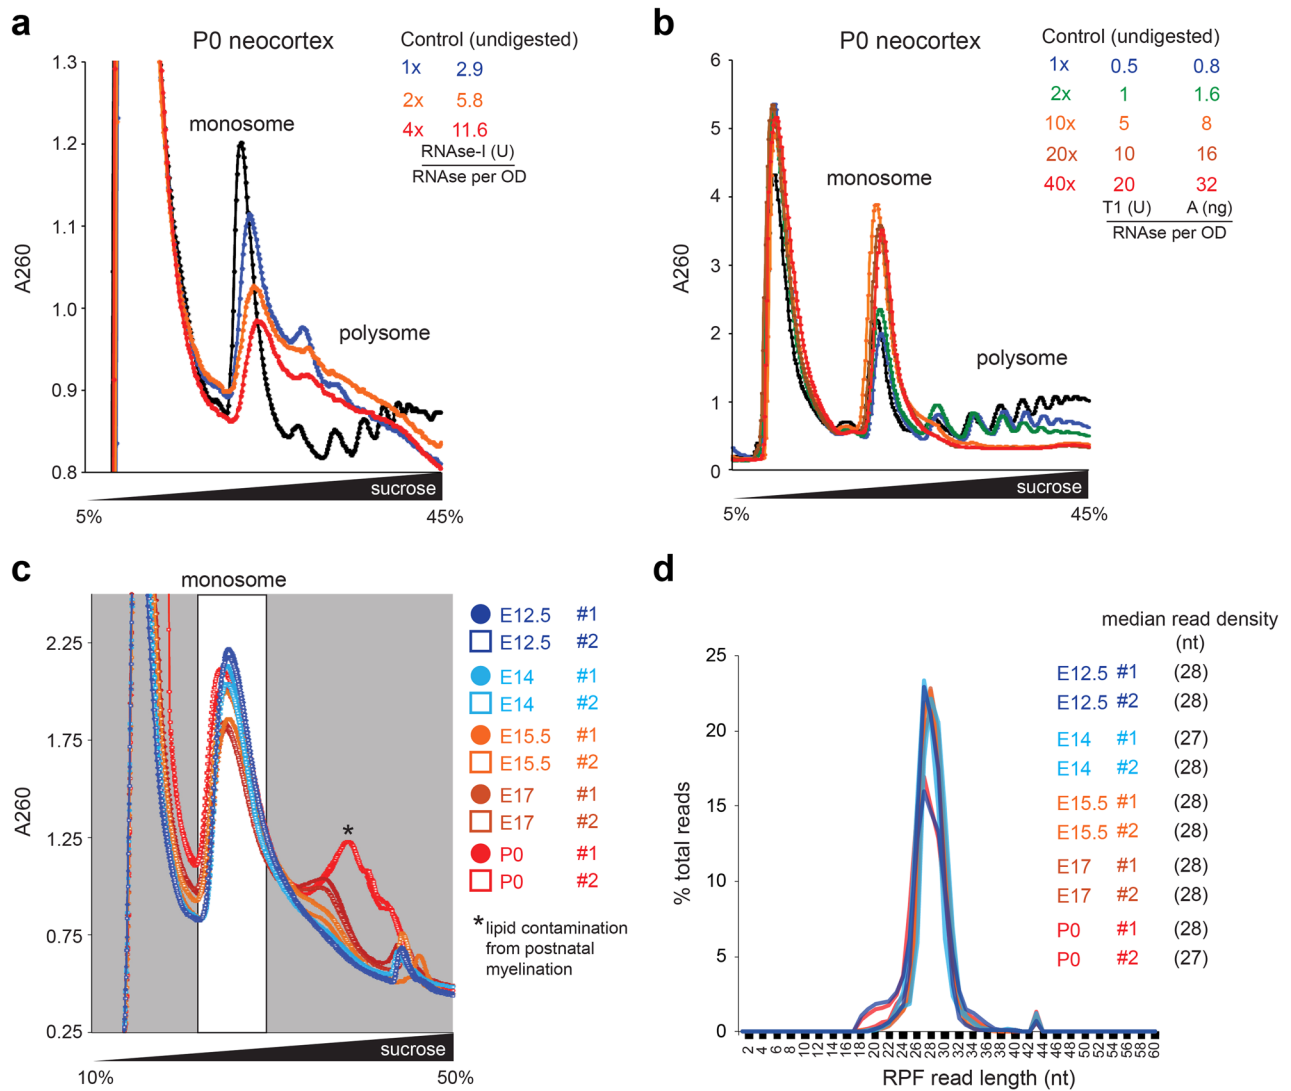 a
P0 neocortex
Control (undigested)
1x 2.9
2x 5.8
4x 11.6
RNAse-I (U)
RNAse per OD
monosome
polysome
A260
1.3
1.2
1.1
1.0
0.9
0.8
sucrose
5% 45%
b
P0 neocortex
Control (undigested)
1x 0.5 0.8
2x 1 1.6
10x 5 8
20x 10 16
40x 20 32
T1 (U) A (ng)
RNAse per OD
monosome
polysome
A260
6
5
4
3
2
1
0
sucrose
5% 45%
c
monosome
A260
2.25
1.75
1.25
0.75
0.25
*
sucrose
10% 50%
E12.5 #1
E12.5 #2
E14 #1
E14 #2
E15.5 #1
E15.5 #2
E17 #1
E17 #2
P0 #1
P0 #2
*lipid contamination
from postnatal
myelination
d
median read density
(nt)
E12.5 #1 (28)
E12.5 #2 (28)
E14 #1 (27)
E14 #2 (28)
E15.5 #1 (28)
E15.5 #2 (28)
E17 #1 (28)
E17 #2 (28)
P0 #1 (28)
P0 #2 (27)
% total reads
25
20
15
10
5
0
2 4 6 8 10 12 14 16 18 20 22 24 26 28 30 32 34 36 38 40 42 44 46 48 50 52 54 56 58 60
RPF read length (nt)